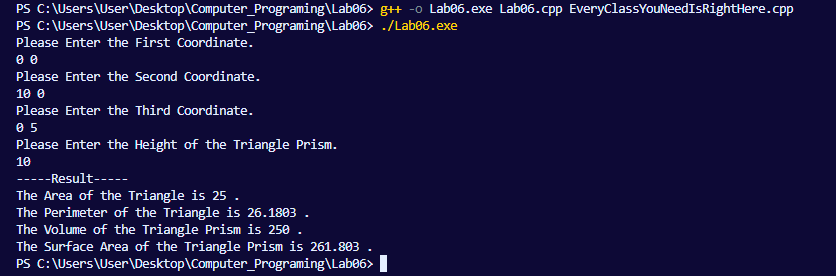 PS C:\Users\User\Desktop\Computer_Programing\Lab06> g++ -o Lab06.exe Lab06.cpp EveryClassYouNeedIsRightHere.cpp
PS C:\Users\User\Desktop\Computer_Programing\Lab06> ./Lab06.exe
Please Enter the First Coordinate.
0 0
Please Enter the Second Coordinate.
10 0
Please Enter the Third Coordinate.
0 5
Please Enter the Height of the Triangle Prism.
10
-----Result-----
The Area of the Triangle is 25 .
The Perimeter of the Triangle is 26.1803 .
The Volume of the Triangle Prism is 250 .
The Surface Area of the Triangle Prism is 261.803 .
PS C:\Users\User\Desktop\Computer_Programing\Lab06>